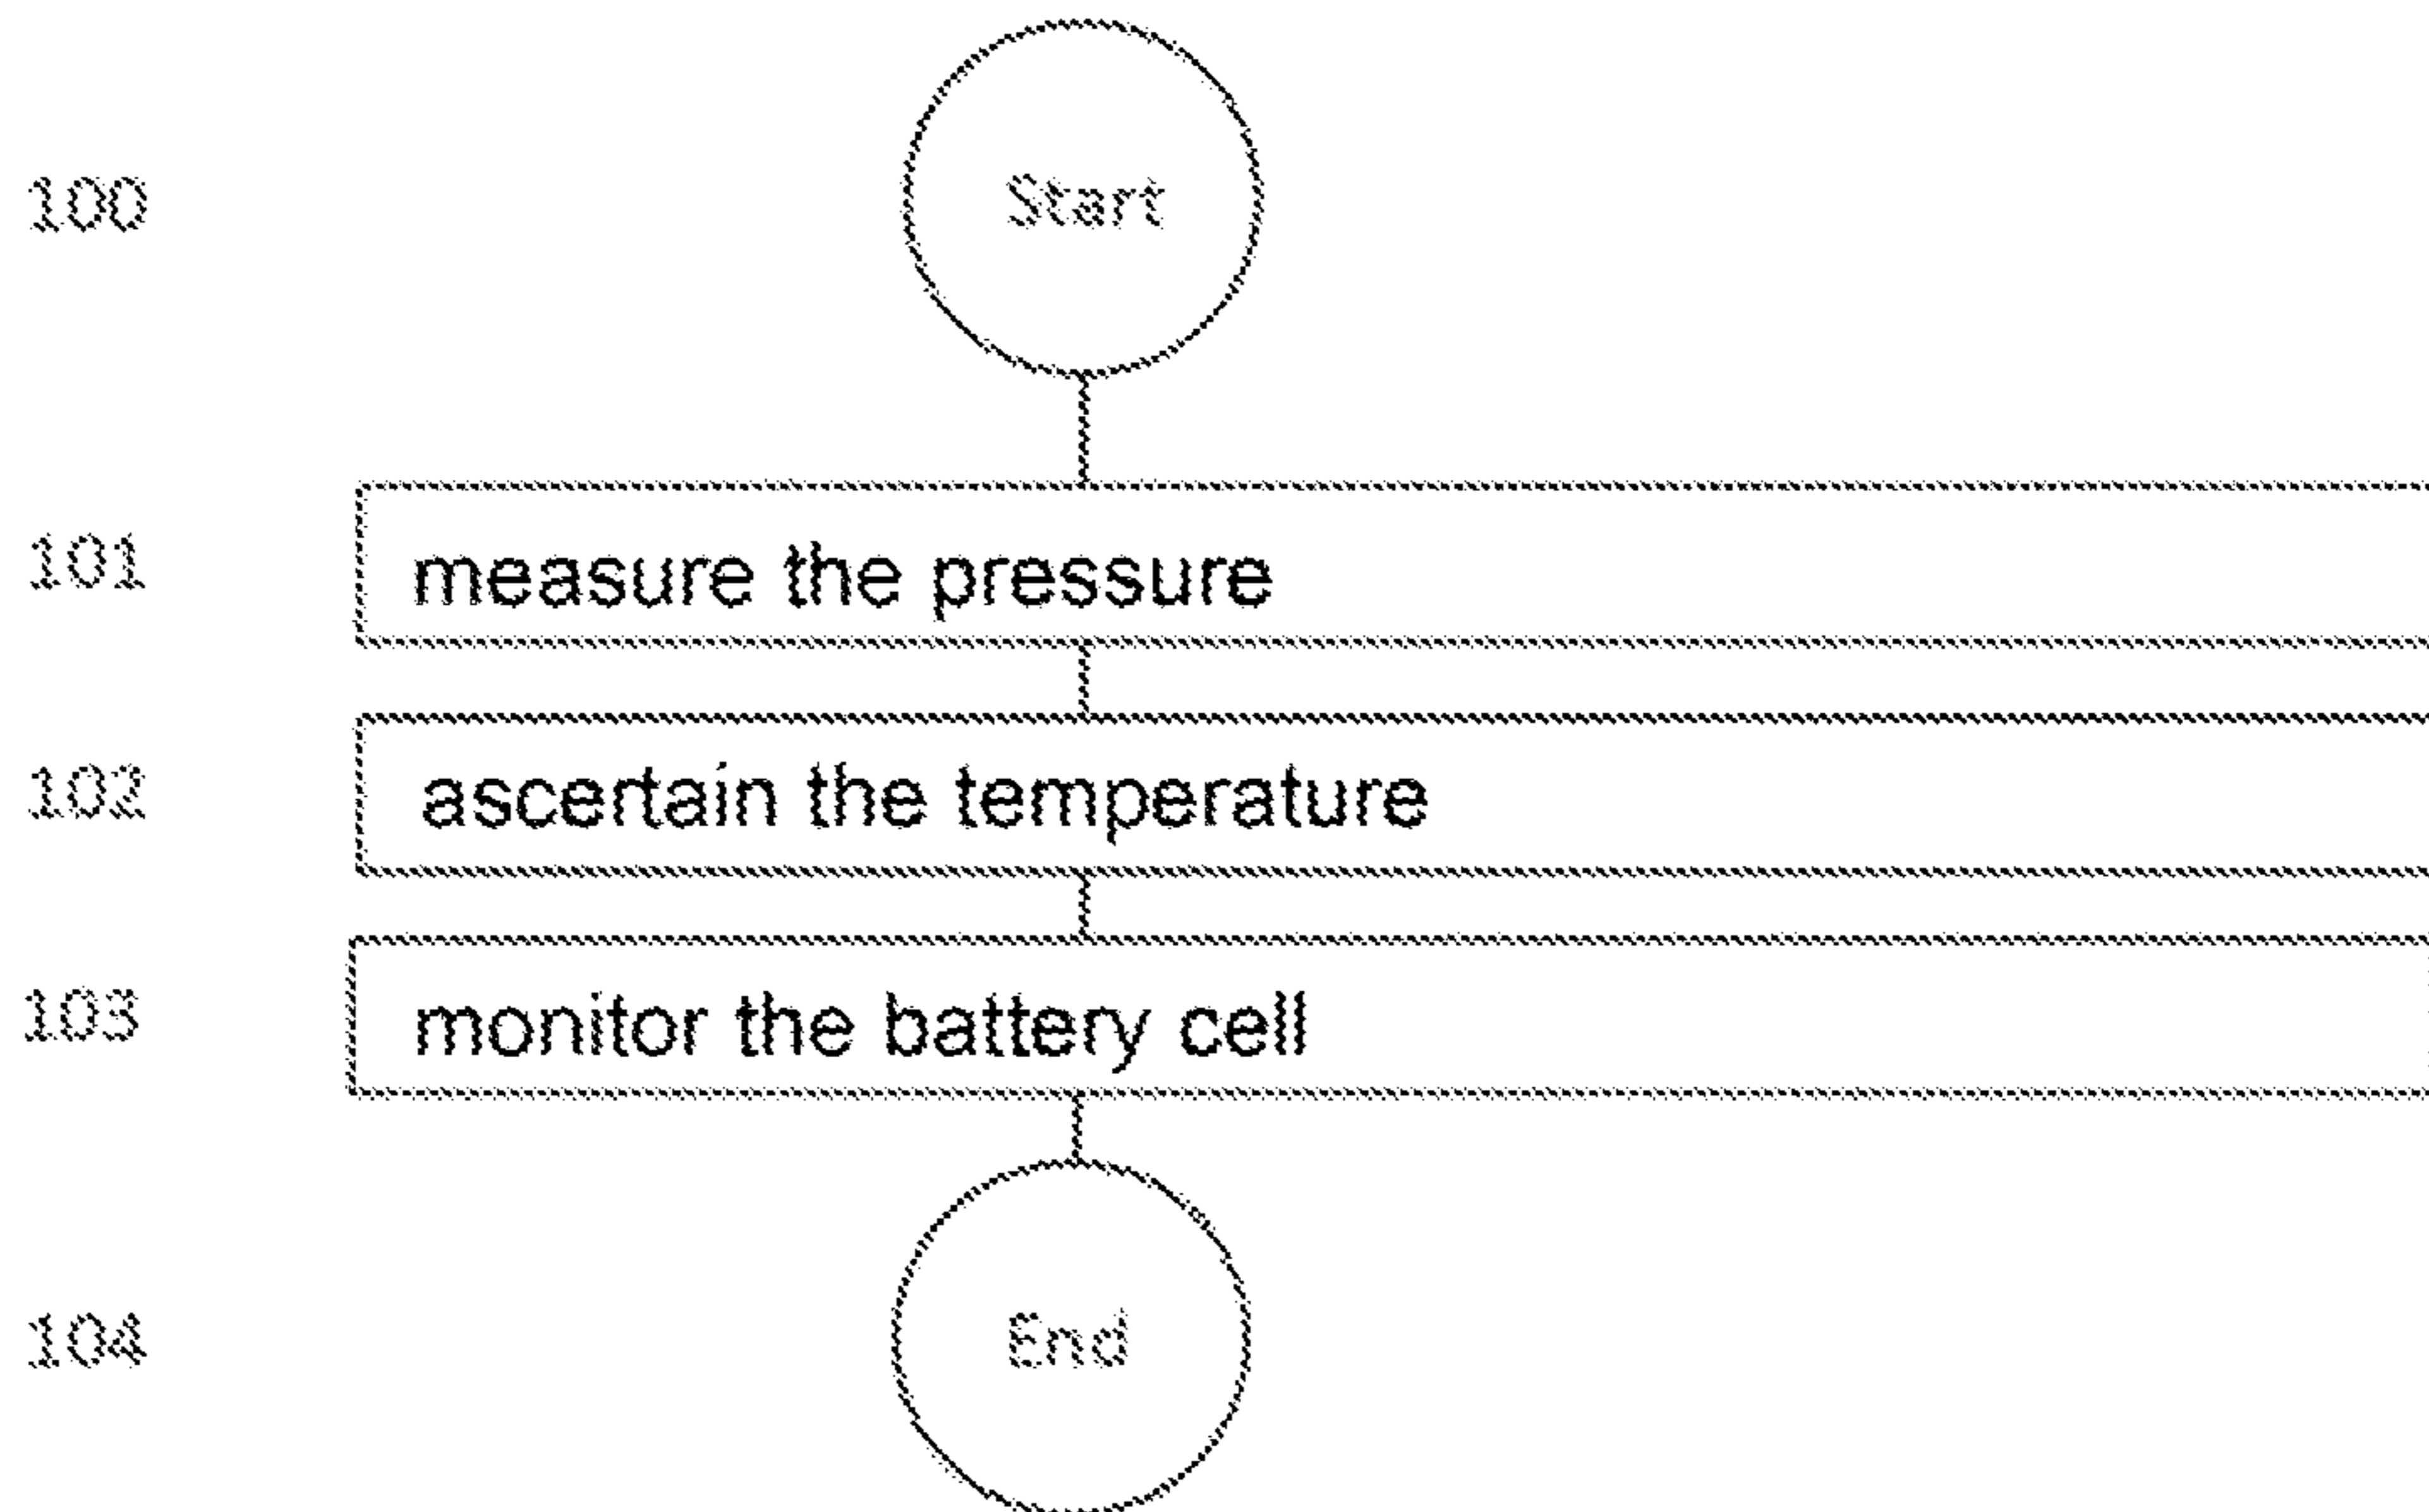 100 Start
101 measure the pressure
102 ascertain the temperature
103 monitor the battery cell
104 End